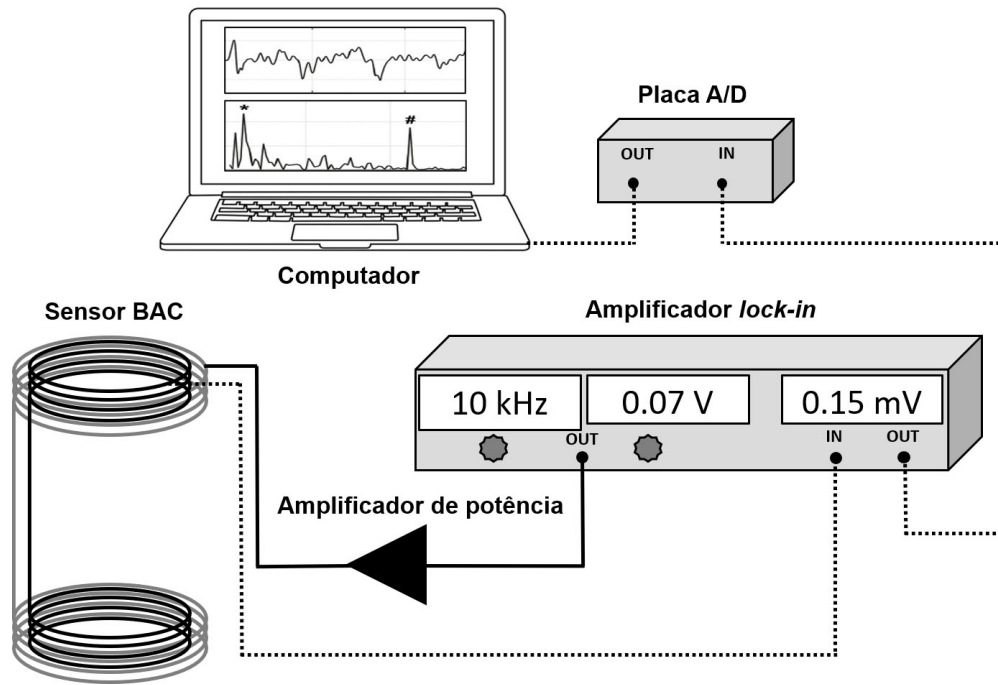 *
#
Placa A/D
OUT
IN
Computador
Sensor BAC
Amplificador lock-in
10 kHz
0.07 V
0.15 mV
OUT
IN
OUT
Amplificador de potência